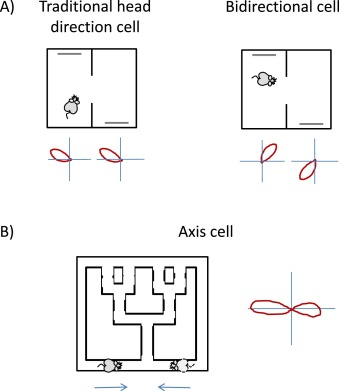 A)
Traditional head
direction cell
Bidirectional cell
B)
Axis cell